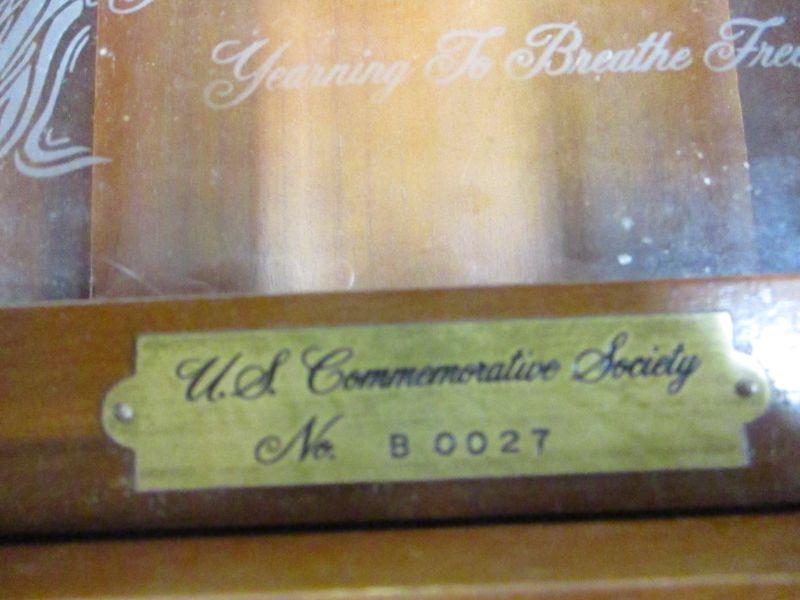 Yearning To Breathe Free
U.S. Commemorative Society
No. B 0027